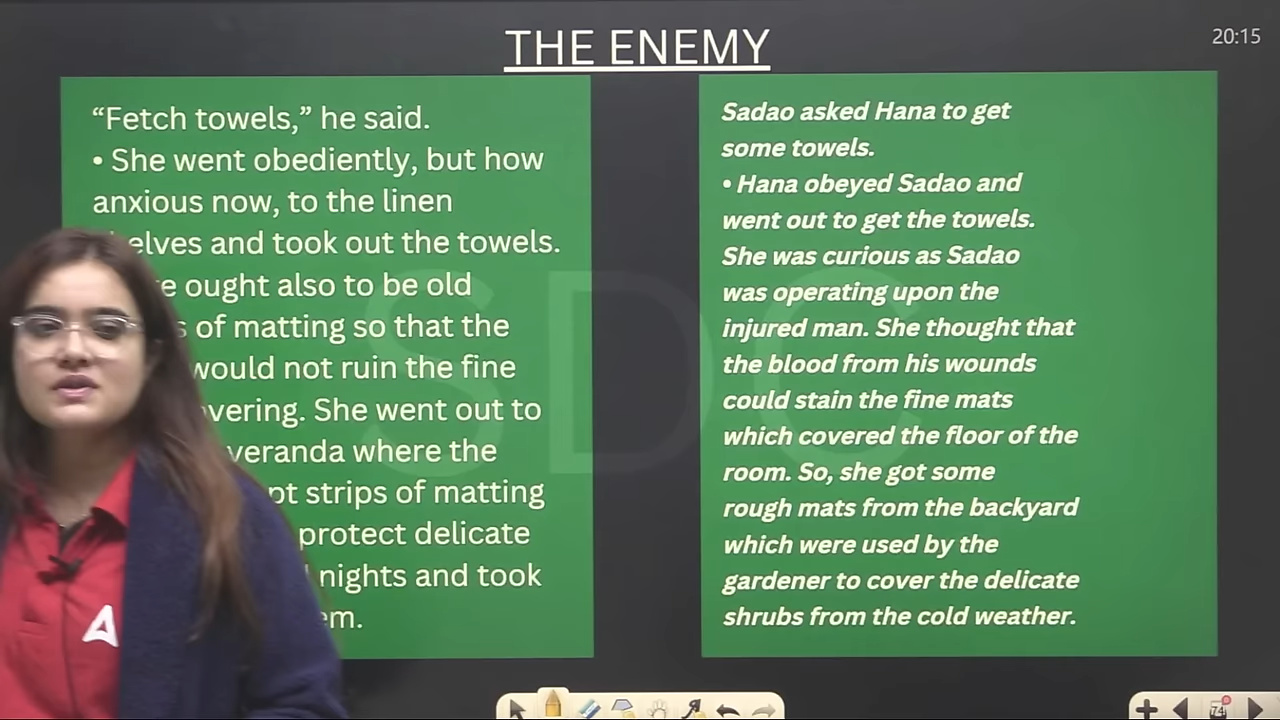 THE ENEMY
20:15
“Fetch towels,” he said.
• She went obediently, but how
anxious now, to the linen
and took out the towels.
ought also to be old
of matting so that the
would not ruin the fine
She went out to
veranda where the
strips of matting
protect delicate
nights and took
Sadao asked Hana to get
some towels.
• Hana obeyed Sadao and
went out to get the towels.
She was curious as Sadao
was operating upon the
injured man. She thought that
the blood from his wounds
could stain the fine mats
which covered the floor of the
room. So, she got some
rough mats from the backyard
which were used by the
gardener to cover the delicate
shrubs from the cold weather.
SDC
74